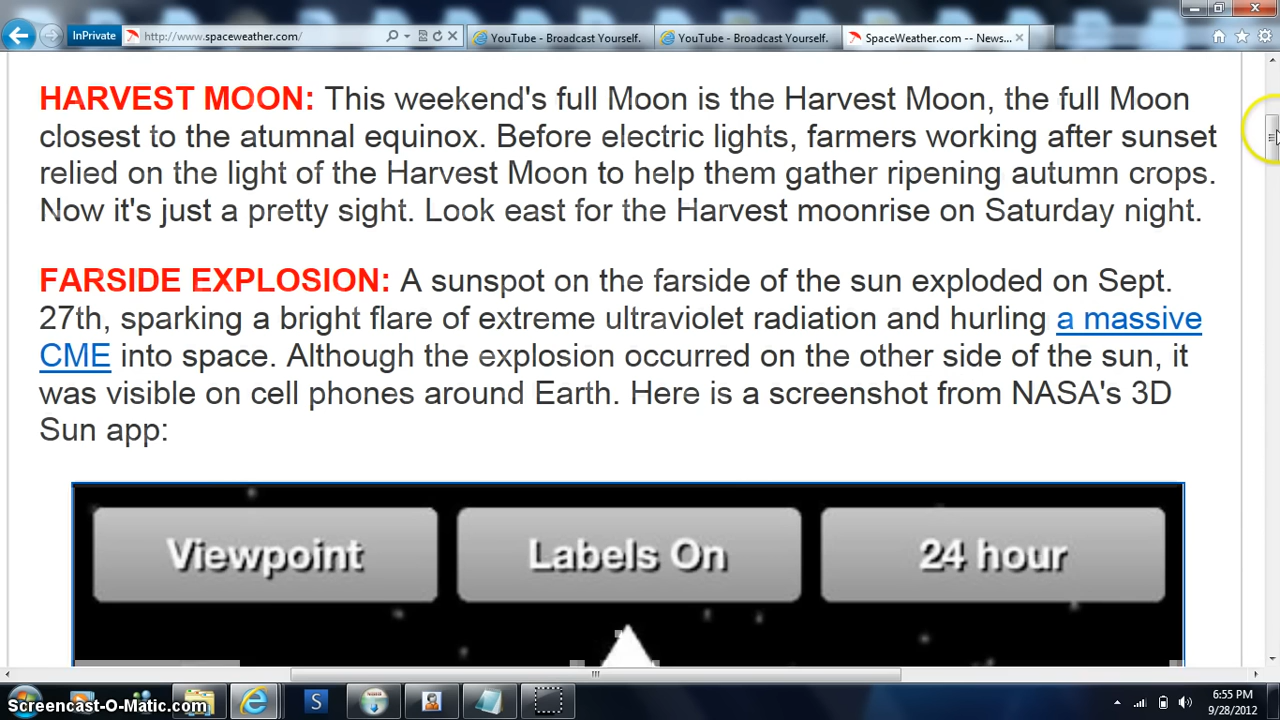 InPrivate
http://www.spaceweather.com/
YouTube - Broadcast Yourself.
YouTube - Broadcast Yourself.
SpaceWeather.com -- News...
HARVEST MOON: This weekend's full Moon is the Harvest Moon, the full Moon
closest to the atumnal equinox. Before electric lights, farmers working after sunset
relied on the light of the Harvest Moon to help them gather ripening autumn crops.
Now it's just a pretty sight. Look east for the Harvest moonrise on Saturday night.
FARSIDE EXPLOSION: A sunspot on the farside of the sun exploded on Sept.
27th, sparking a bright flare of extreme ultraviolet radiation and hurling a massive
CME into space. Although the explosion occurred on the other side of the sun, it
was visible on cell phones around Earth. Here is a screenshot from NASA's 3D
Sun app:
Viewpoint
Labels On
24 hour
S
6:55 PM
9/28/2012
Screencast-O-Matic.com